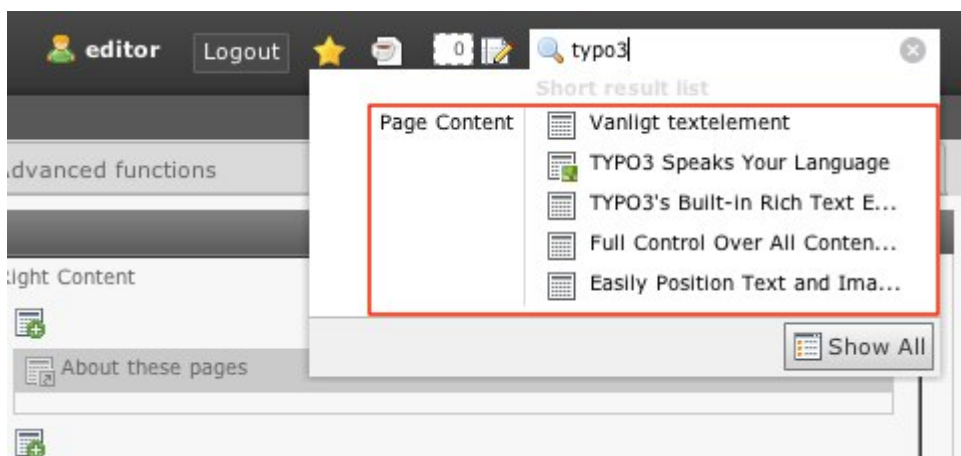 editor Logout 0 typo3
Short result list
Page Content Vanligt textelement
TYPO3 Speaks Your Language
TYPO3's Built-in Rich Text E...
Full Control Over All Conten...
Easily Position Text and Ima...
Show All
dvanced functions
ight Content
About these pages